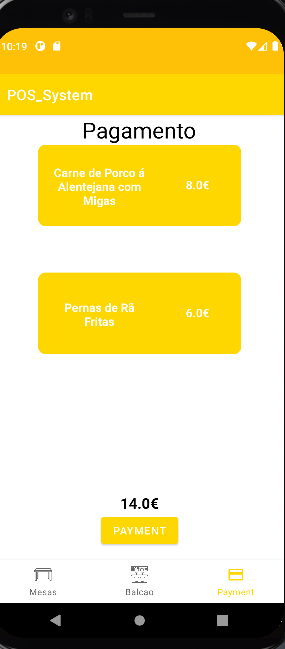 10:19
POS_System
Pagamento
Carne de Porco á
Alentejana com
Migas
8.0€
Pernas de Rã
Fritas
6.0€
14.0€
PAYMENT
Mesas
Balcao
Payment